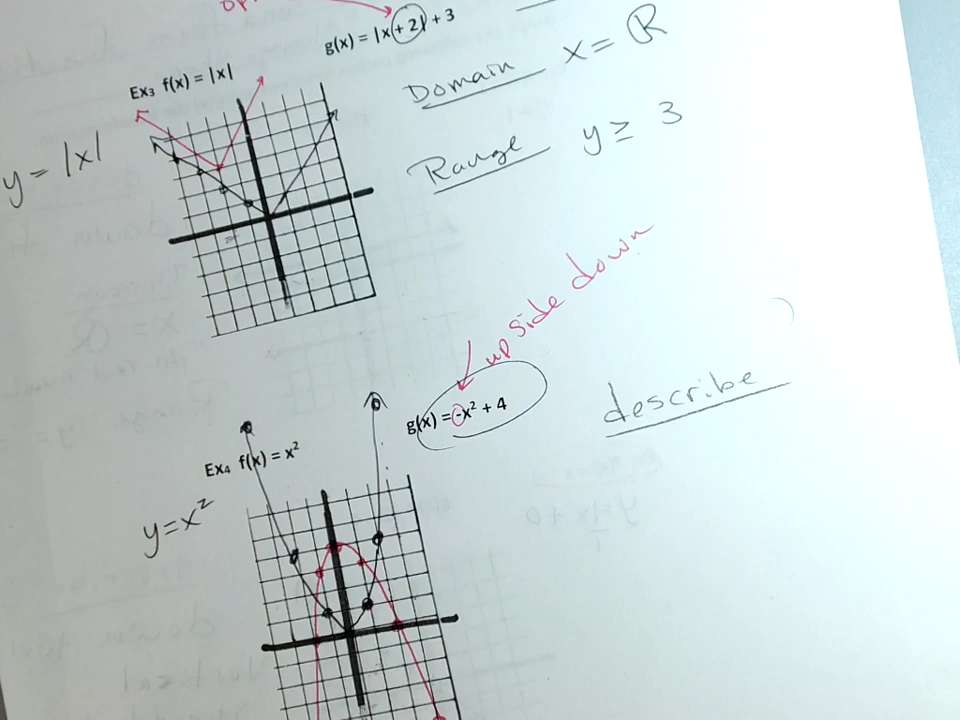 g(x) = |x + 2| + 3
Ex3 f(x) = |x|
Domain x = ℝ
y = |x|
Range y ≥ 3
up side down
g(x) = -x² + 4
describe
Ex4 f(x) = x²
y = x²